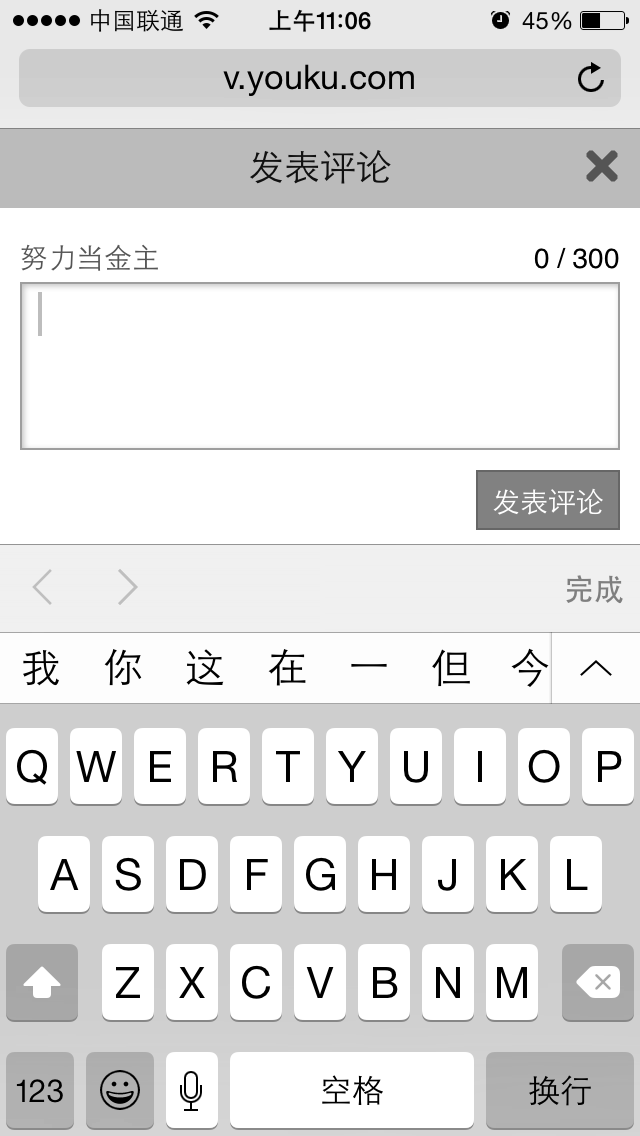 中国联通 上午11:06 45%
v.youku.com
发表评论
努力当金主 0 / 300
发表评论
完成
我 你 这 在 一 但 今
Q W E R T Y U I O P
A S D F G H J K L
Z X C V B N M
123 空格 换行